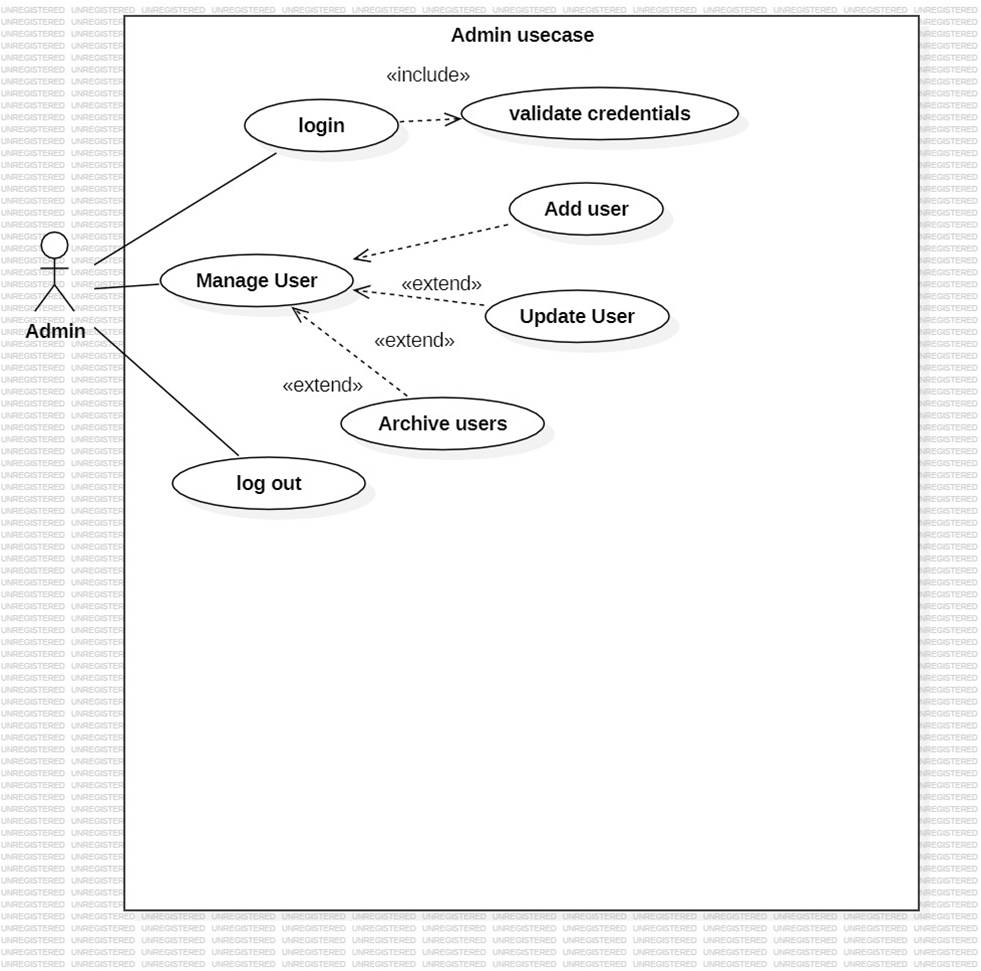 Admin usecase
«include»
login
validate credentials
Add user
Manage User
«extend»
Update User
Admin
«extend»
«extend»
Archive users
log out
UNREGISTERED